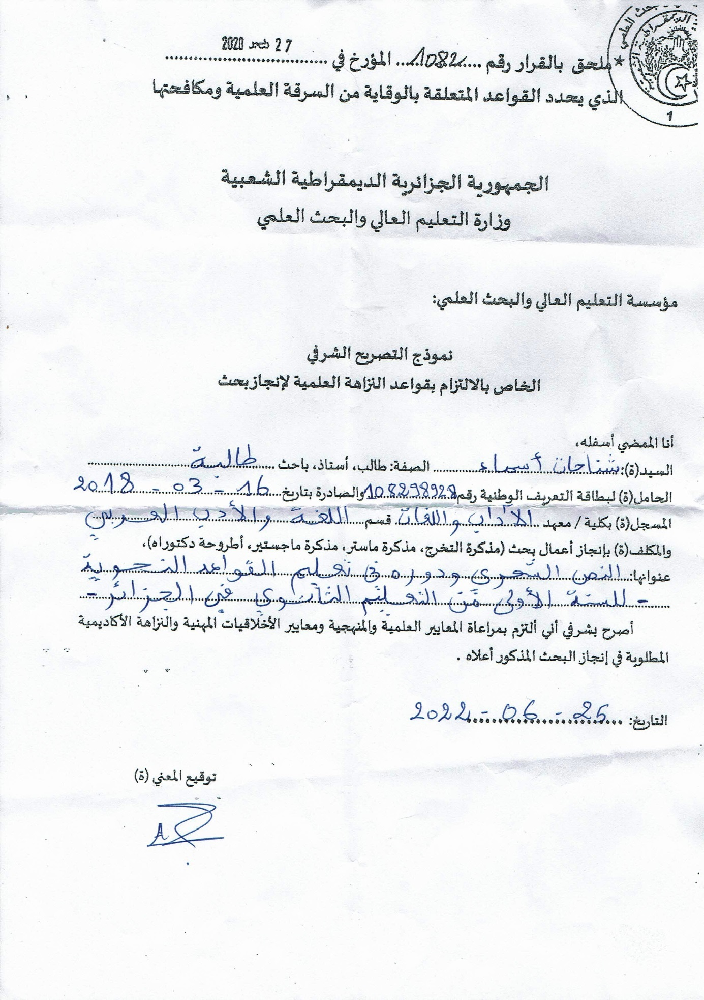 *ملحق بالقرار رقم ...1082... المؤرخ في 27 ديسمبر 2020
الذي يحدد القواعد المتعلقة بالوقاية من السرقة العلمية ومكافحتها
1
الجمهورية الجزائرية الديمقراطية الشعبية
وزارة التعليم العالي والبحث العلمي
مؤسسة التعليم العالي والبحث العلمي:
نموذج التصريح الشرفي
الخاص بالالتزام بقواعد النزاهة العلمية لإنجاز بحث
أنا الممضي أسفله،
السيد(ة): أسماء الصفة: طالب، أستاذ، باحث طالبة
الحامل(ة) لبطاقة التعريف الوطنية رقم 108298928 والصادرة بتاريخ 16 - 03 - 2018
المسجل(ة) بكلية / معهد الآداب واللغات قسم اللغة والأدب العربي
والمكلف(ة) بإنجاز أعمال بحث (مذكرة التخرج، مذكرة ماستر، مذكرة ماجستير، أطروحة دكتوراه)،
عنوانها: النص الشعري ودوره في تعليم القواعد النحوية
- للسنة الأولى من التعليم الثانوي في الجزائر -
أصرح بشرفي أني ألتزم بمراعاة المعايير العلمية والمنهجية ومعايير الأخلاقيات المهنية والنزاهة الأكاديمية
المطلوبة في إنجاز البحث المذكور أعلاه .
التاريخ: 25 - 06 - 2022
توقيع المعني (ة)